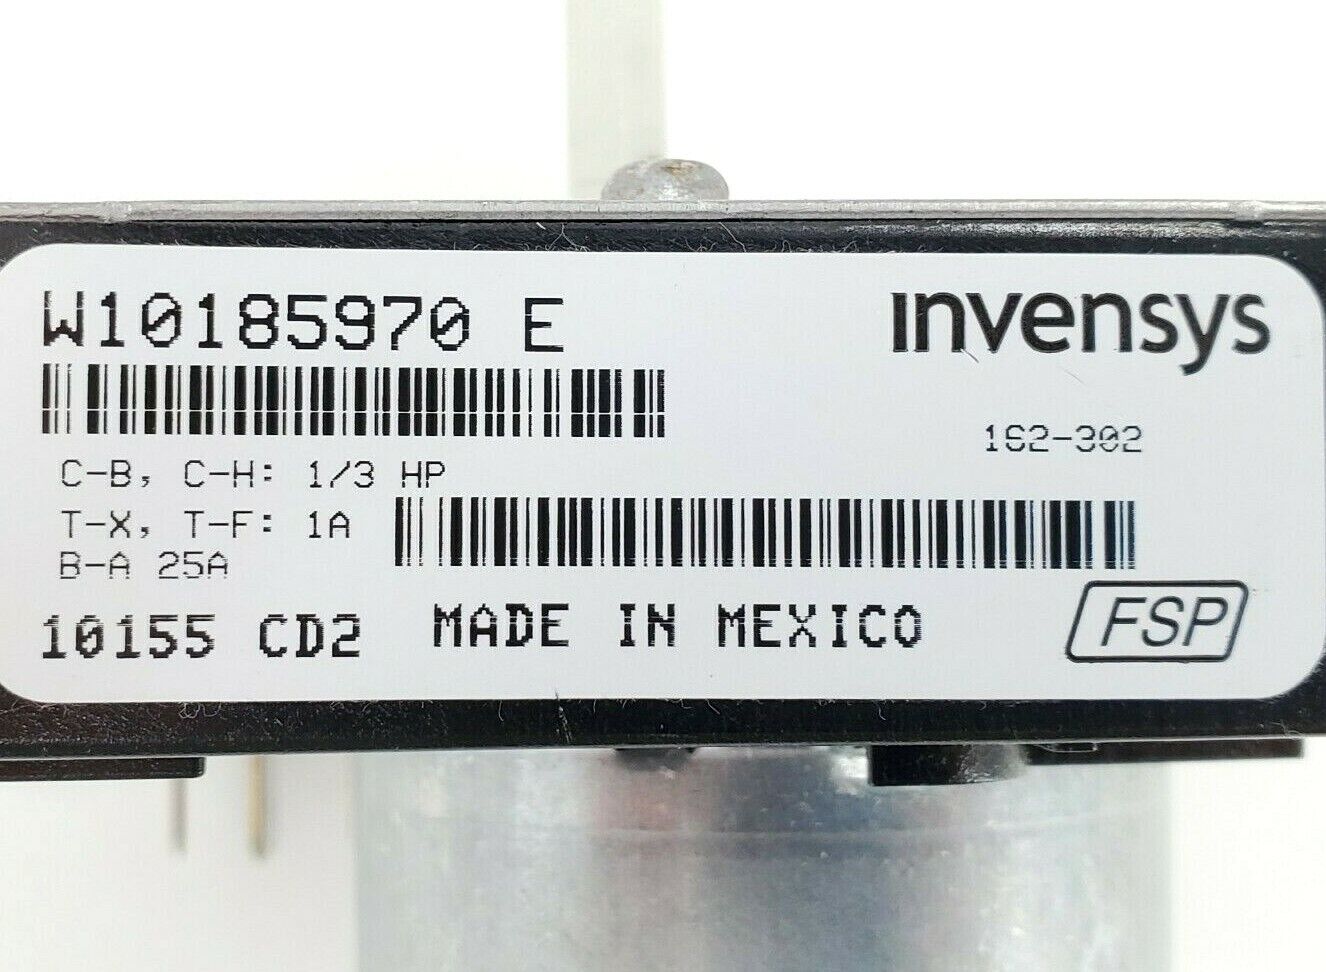 W10185970 E
invensys
162-302
C-B, C-H: 1/3 HP
T-X, T-F: 1A
B-A 25A
10155 CD2 MADE IN MEXICO
FSP